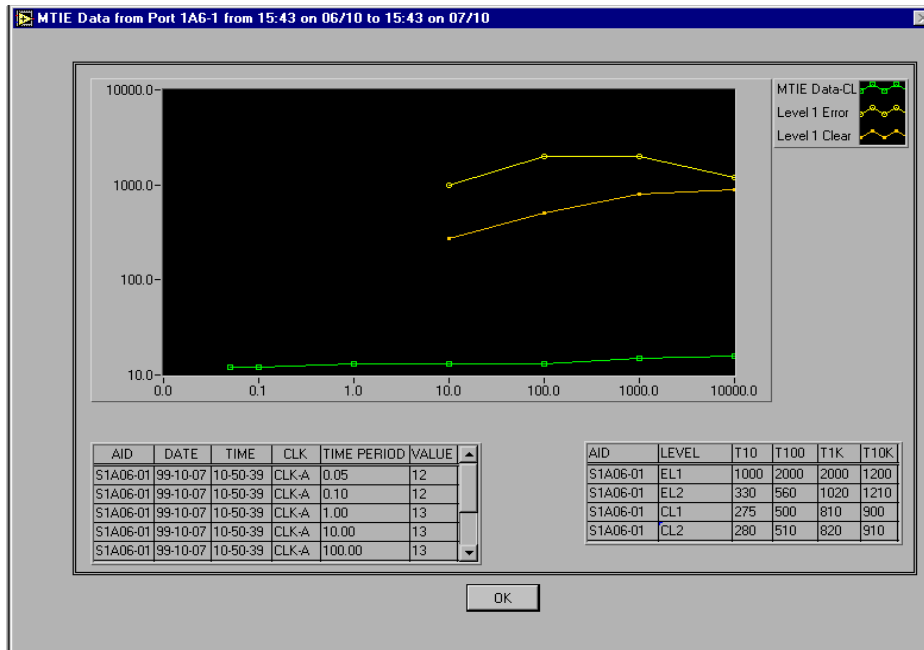 MTIE Data from Port 1A6-1 from 15:43 on 06/10 to 15:43 on 07/10
10000.0
1000.0
100.0
10.0
0.0 0.1 1.0 10.0 100.0 1000.0 10000.0
MTIE Data-CL
Level 1 Error
Level 1 Clear
AID DATE TIME CLK TIME PERIOD VALUE
S1A06-01 99-10-07 10-50-39 CLK-A 0.05 12
S1A06-01 99-10-07 10-50-39 CLK-A 0.10 12
S1A06-01 99-10-07 10-50-39 CLK-A 1.00 13
S1A06-01 99-10-07 10-50-39 CLK-A 10.00 13
S1A06-01 99-10-07 10-50-39 CLK-A 100.00 13
AID LEVEL T10 T100 T1K T10K
S1A06-01 EL1 1000 2000 2000 1200
S1A06-01 EL2 330 560 1020 1210
S1A06-01 CL1 275 500 810 900
S1A06-01 CL2 280 510 820 910
OK